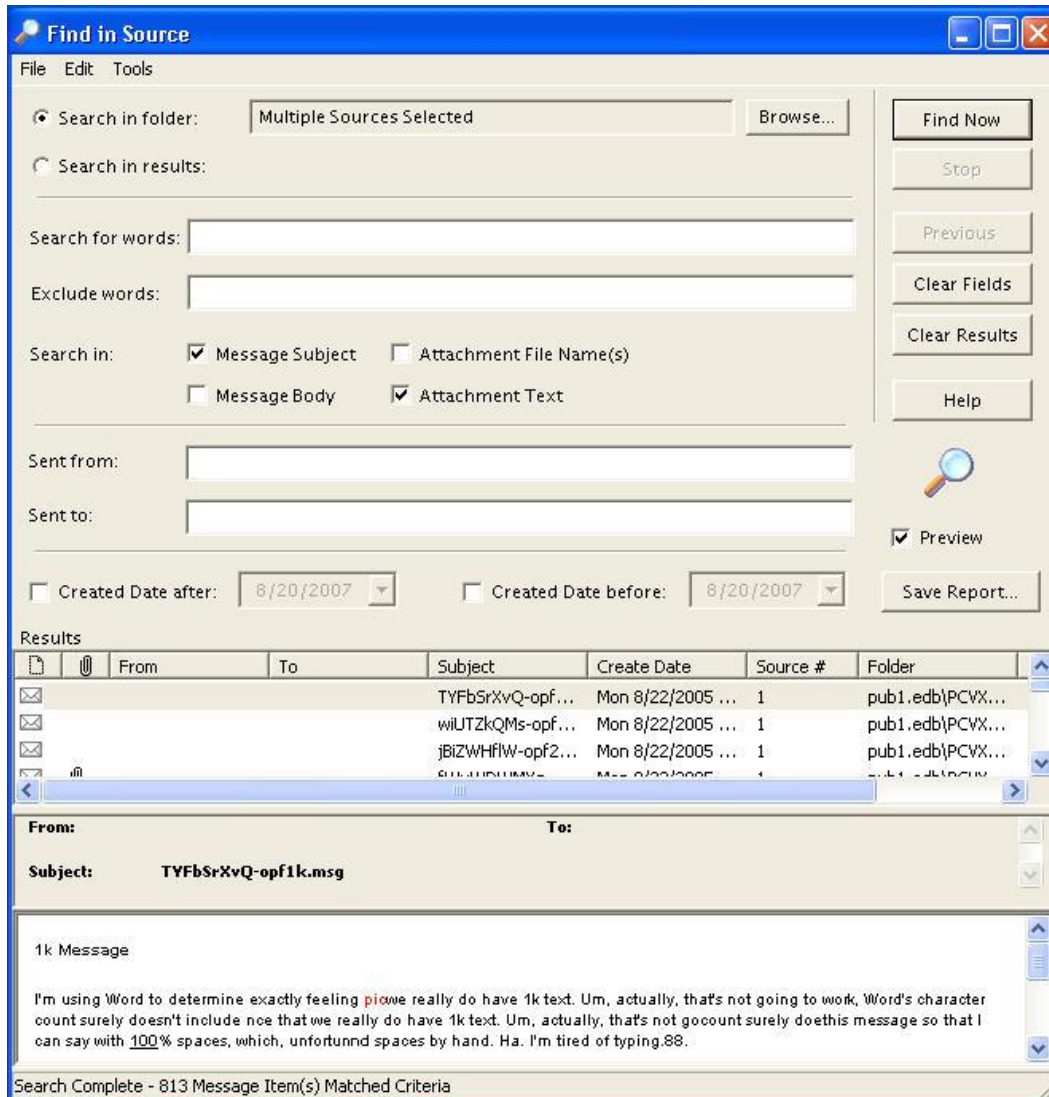 Find in Source
File Edit Tools
Search in folder: Multiple Sources Selected Browse... Find Now
Search in results: Stop
Search for words: Previous
Exclude words: Clear Fields
Clear Results
Search in: Message Subject Attachment File Name(s)
Message Body Attachment Text Help
Sent from:
Sent to:
Preview
Created Date after: 8/20/2007 Created Date before: 8/20/2007 Save Report...
Results
From To Subject Create Date Source # Folder
TYFbSrXvQ-opf... Mon 8/22/2005 ... 1 pub1.edb\PCVX...
wiUTZkQMs-opf... Mon 8/22/2005 ... 1 pub1.edb\PCVX...
jBiZWHflW-opf2... Mon 8/22/2005 ... 1 pub1.edb\PCVX...
From: To:
Subject: TYFbSrXvQ-opf1k.msg
1k Message
I'm using Word to determine exactly feeling picwe really do have 1k text. Um, actually, that's not going to work, Word's character
count surely doesn't include nce that we really do have 1k text. Um, actually, that's not gocount surely doethis message so that I
can say with 100% spaces, which, unfortunnd spaces by hand. Ha. I'm tired of typing.88.
Search Complete - 813 Message Item(s) Matched Criteria